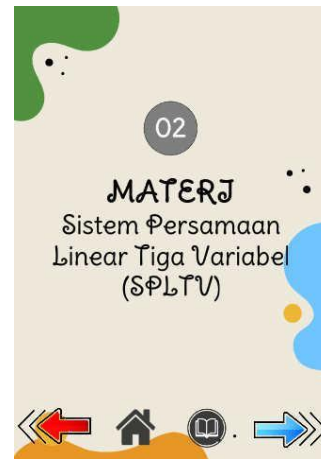 02
MATERI
Sistem Persamaan
Linear Tiga Variabel
(SPLTV)